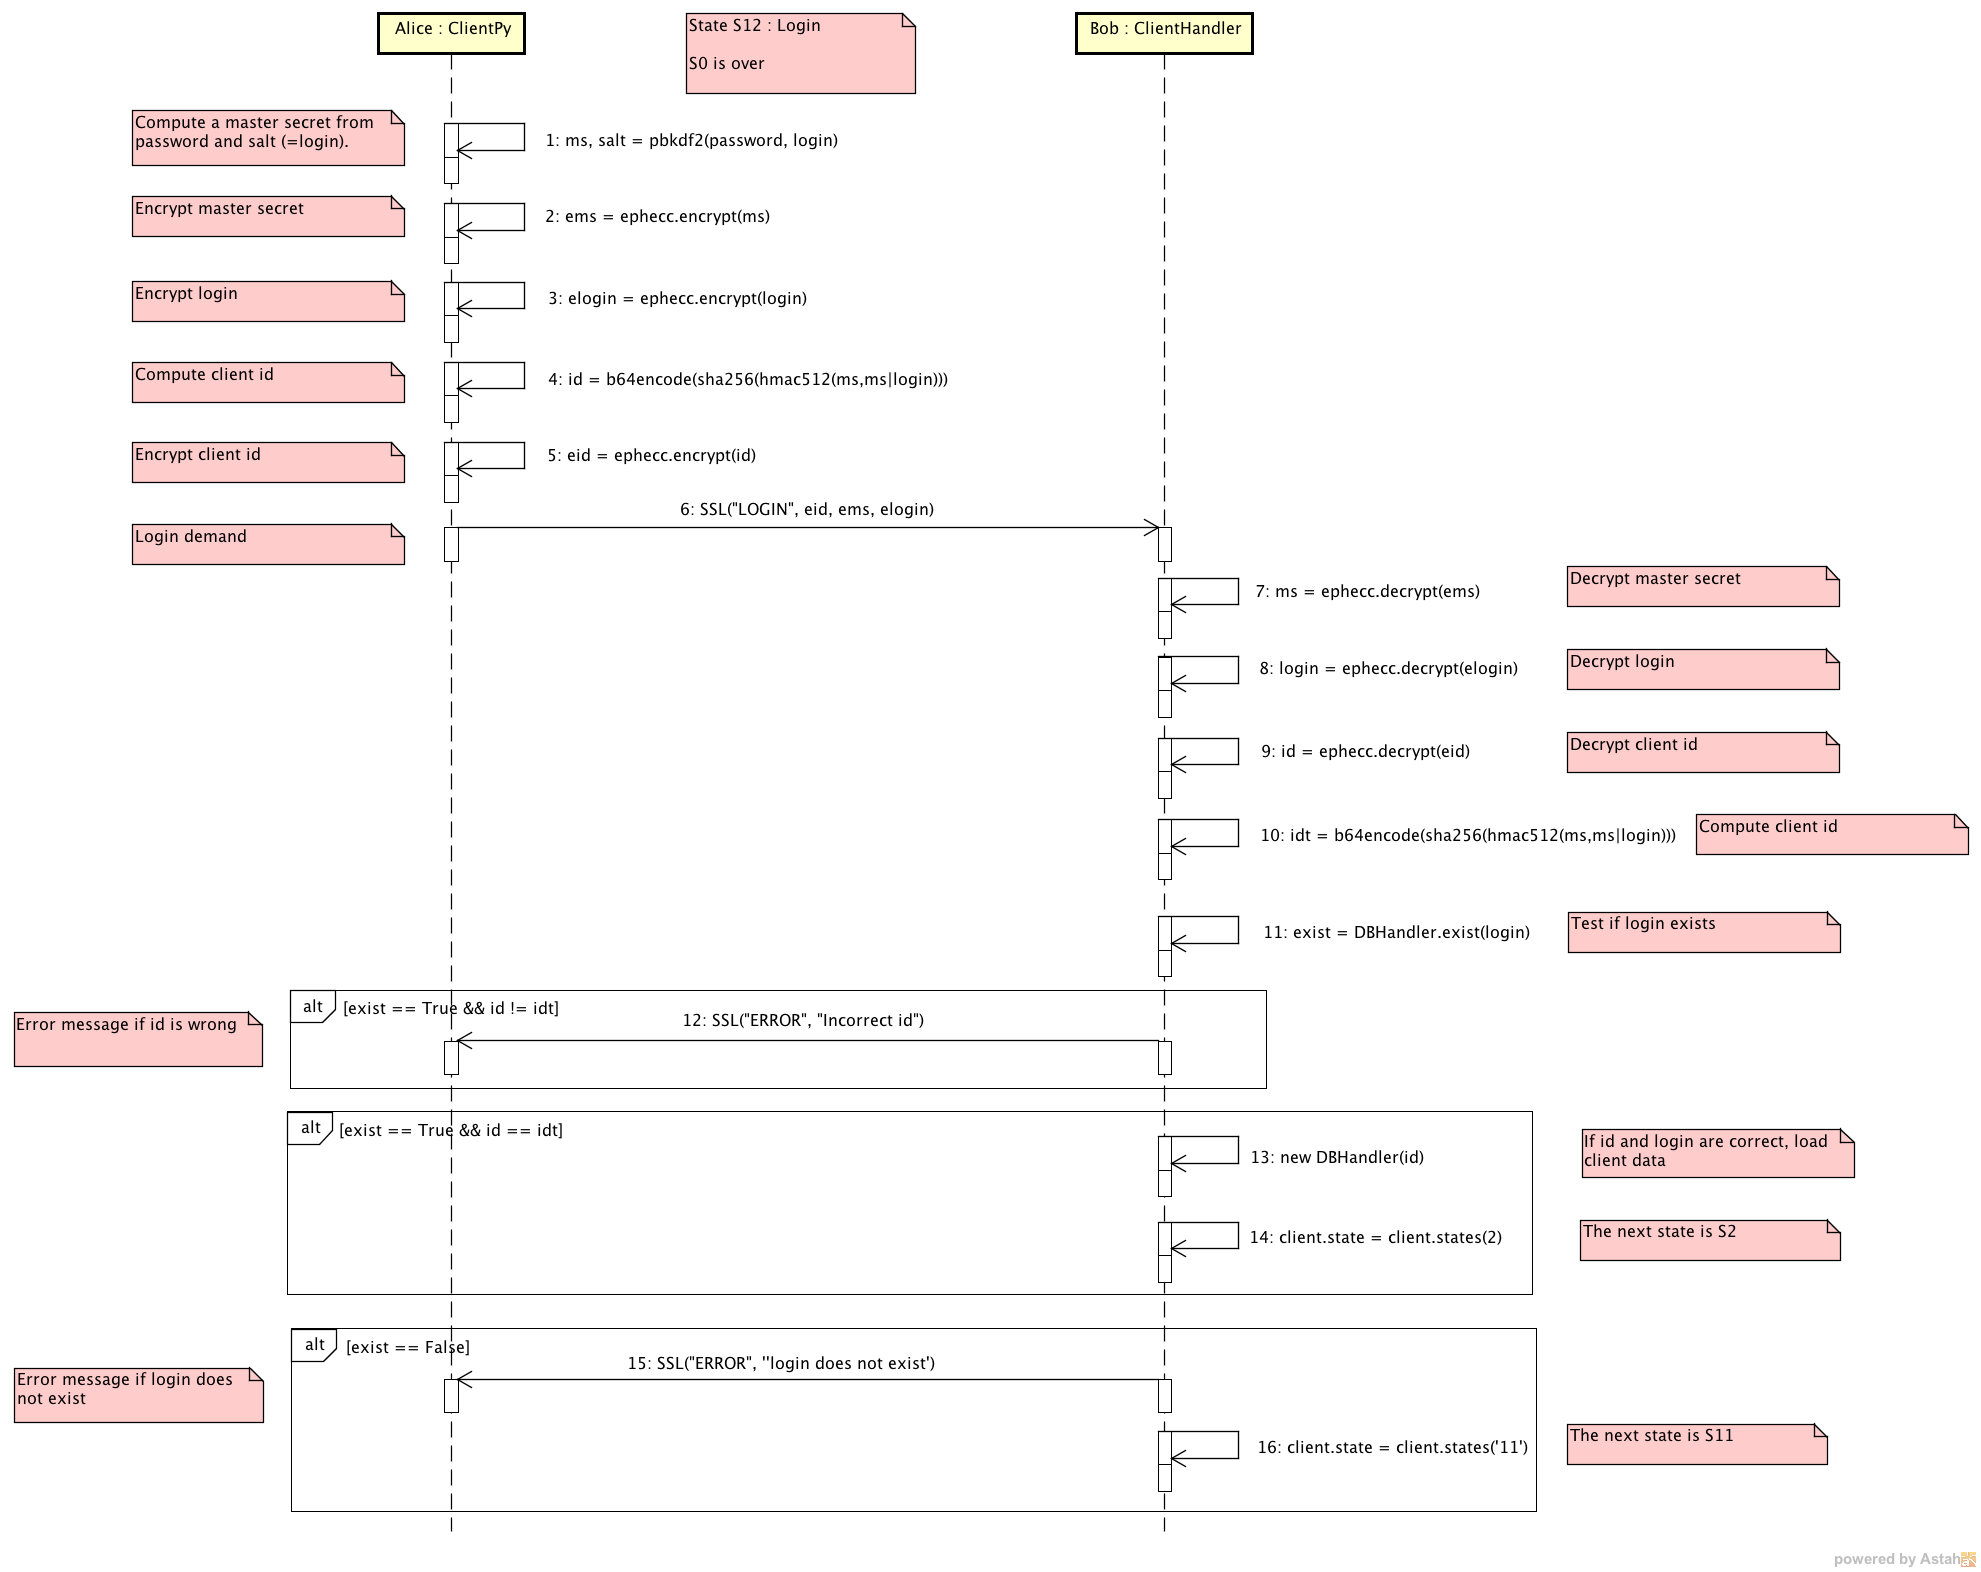 Alice : ClientPy
State S12 : Login
S0 is over
Bob : ClientHandler
Compute a master secret from
password and salt (=login).
1: ms, salt = pbkdf2(password, login)
Encrypt master secret
2: ems = ephecc.encrypt(ms)
Encrypt login
3: elogin = ephecc.encrypt(login)
Compute client id
4: id = b64encode(sha256(hmac512(ms,ms|login)))
Encrypt client id
5: eid = ephecc.encrypt(id)
6: SSL("LOGIN", eid, ems, elogin)
Login demand
7: ms = ephecc.decrypt(ems)
Decrypt master secret
8: login = ephecc.decrypt(elogin)
Decrypt login
9: id = ephecc.decrypt(eid)
Decrypt client id
10: idt = b64encode(sha256(hmac512(ms,ms|login)))
Compute client id
11: exist = DBHandler.exist(login)
Test if login exists
alt
[exist == True && id != idt]
Error message if id is wrong
12: SSL("ERROR", "Incorrect id")
alt
[exist == True && id == idt]
13: new DBHandler(id)
If id and login are correct, load
client data
14: client.state = client.states(2)
The next state is S2
alt
[exist == False]
15: SSL("ERROR", ''login does not exist')
Error message if login does
not exist
16: client.state = client.states('11')
The next state is S11
powered by Astah